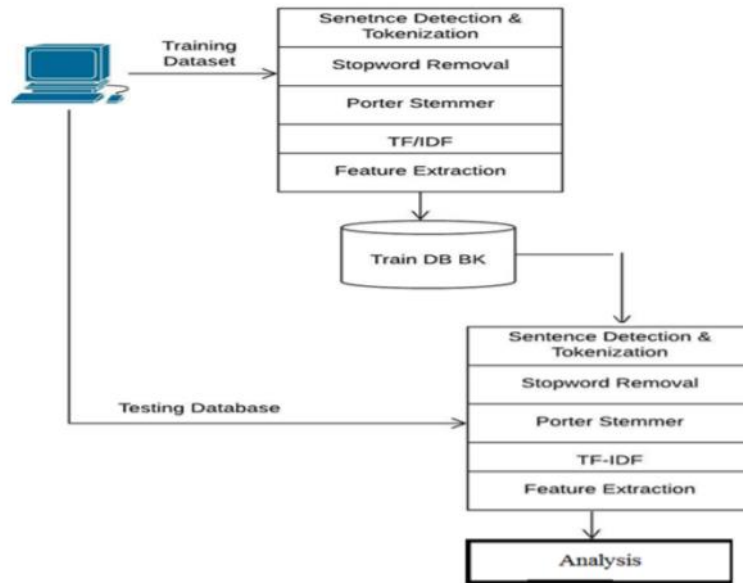 Senetnce Detection &
Tokenization
Training
Dataset
Stopword Removal
Porter Stemmer
TF/IDF
Feature Extraction
Train DB BK
Sentence Detection &
Tokenization
Stopword Removal
Testing Database
Porter Stemmer
TF-IDF
Feature Extraction
Analysis